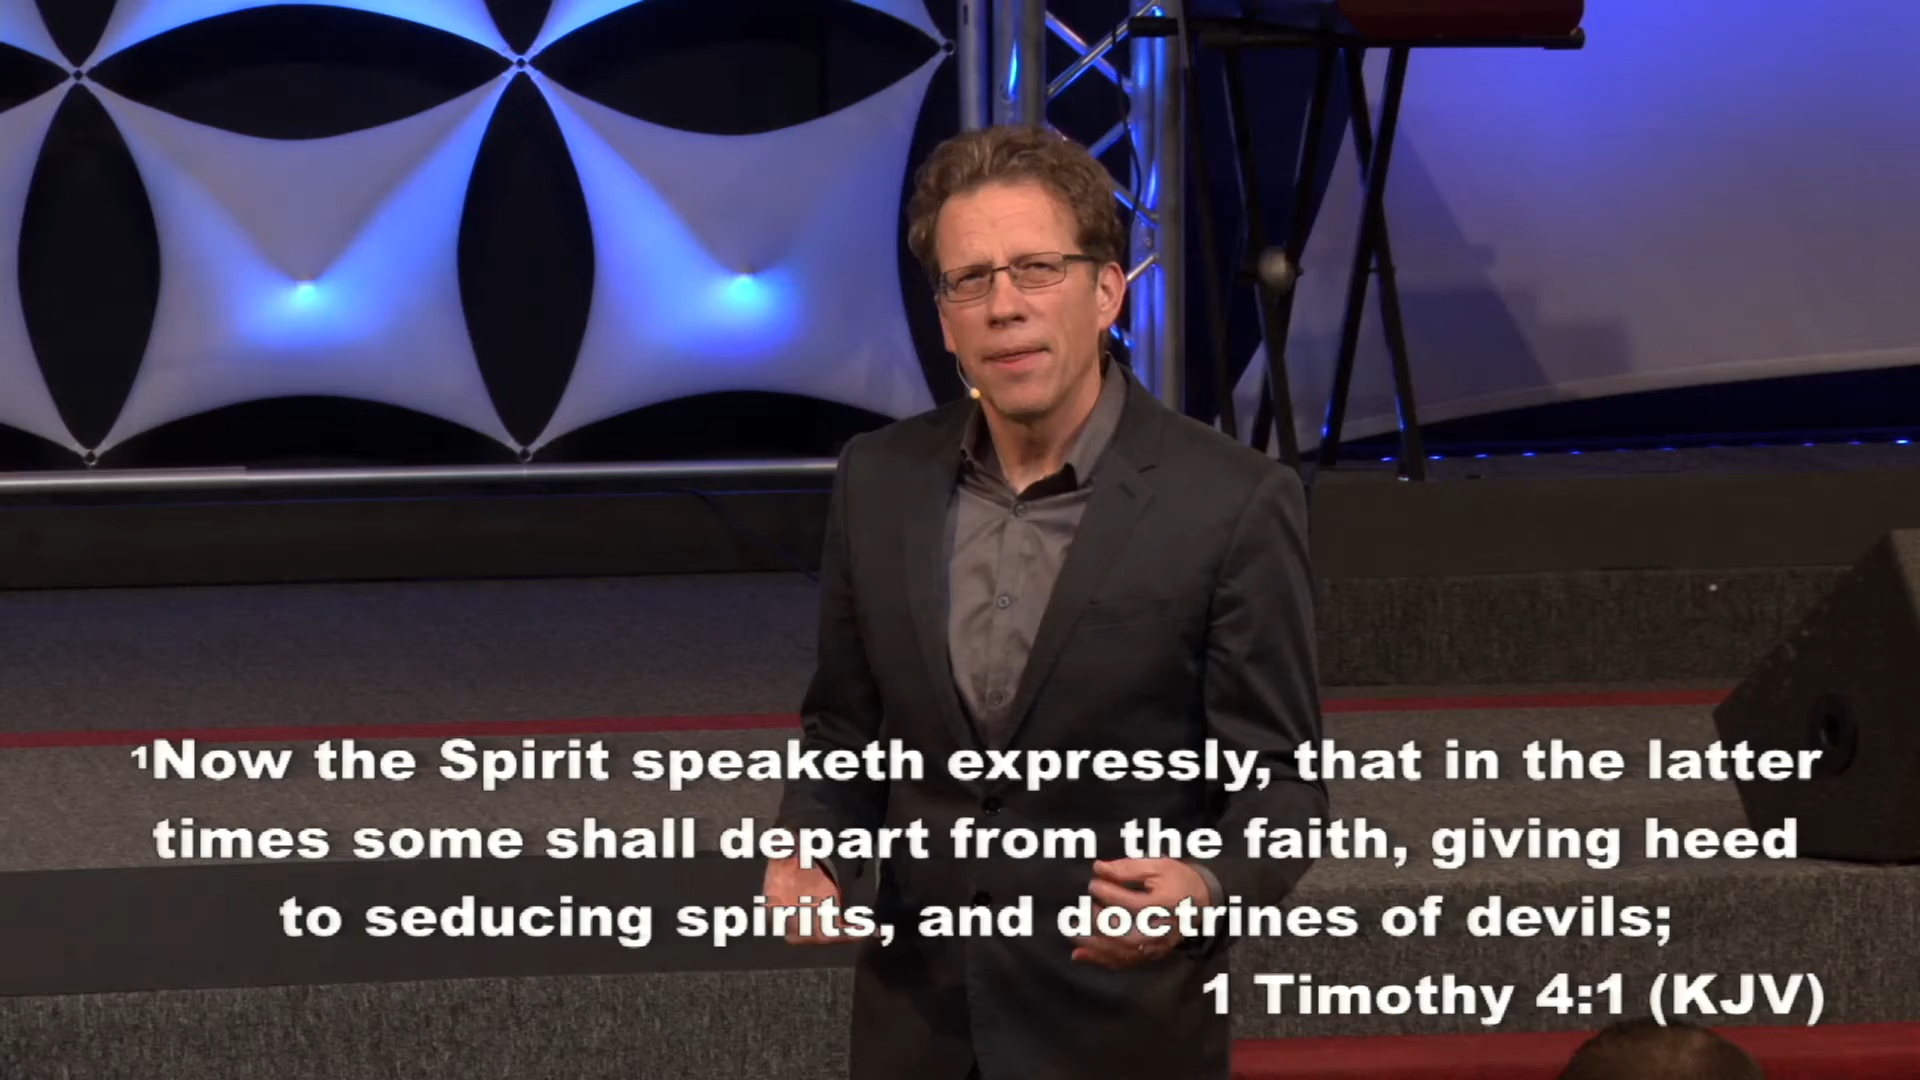 ¹Now the Spirit speaketh expressly, that in the latter
times some shall depart from the faith, giving heed
to seducing spirits, and doctrines of devils;
1 Timothy 4:1 (KJV)